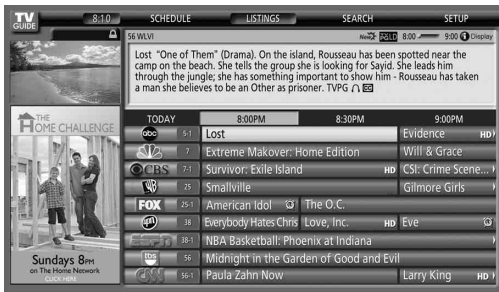 TV GUIDE
8:10
SCHEDULE LISTINGS SEARCH SETUP
56 WLVI New HD 8:00 9:00 Display
Lost "One of Them" (Drama). On the island, Rousseau has been spotted near the
camp on the beach. She tells the group she is looking for Sayid. She leads him
through the jungle; she has something important to show him - Rousseau has taken
a man she believes to be an Other as prisoner. TVPG CC
TODAY 8:00PM 8:30PM 9:00PM
abc 5-1 Lost Evidence HD
7 Extreme Makeover: Home Edition Will & Grace
CBS 7-1 Survivor: Exile Island HD CSI: Crime Scene...
WB 25 Smallville Gilmore Girls
FOX 25-1 American Idol The O.C.
38 Everybody Hates Chris Love, Inc. HD Eve
38-1 NBA Basketball: Phoenix at Indiana
tbs 56 Midnight in the Garden of Good and Evil
CNN 56-1 Paula Zahn Now Larry King HD
THE
HOME CHALLENGE
Sundays 8PM
on The Home Network
CLICK HERE